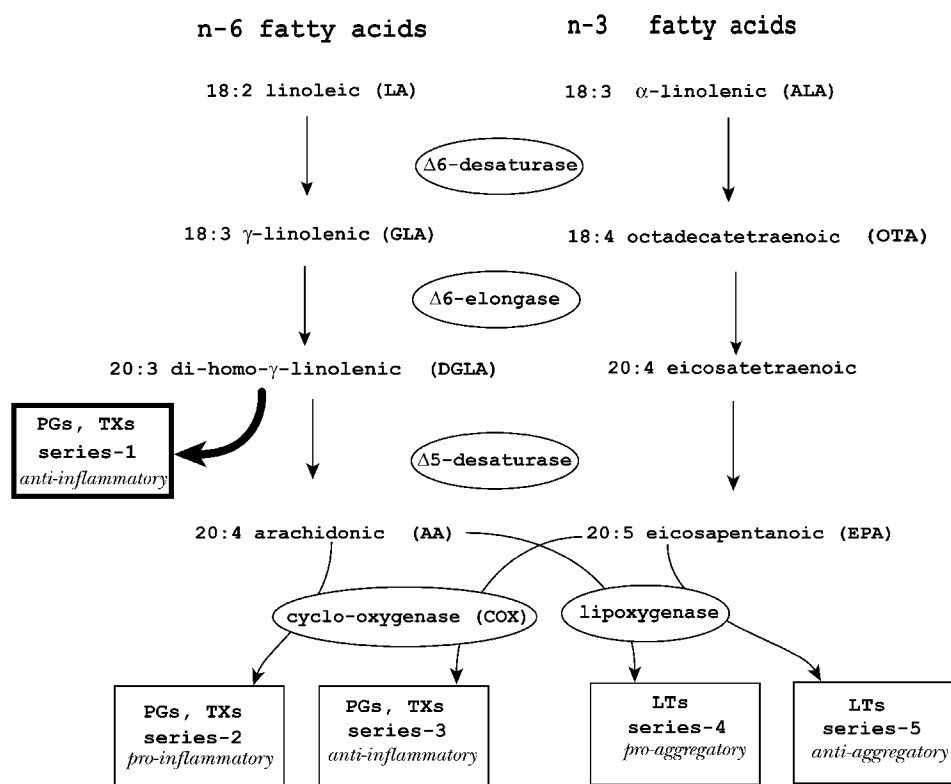 n-6 fatty acids
n-3 fatty acids
18:2 linoleic (LA)
18:3 α-linolenic (ALA)
Δ6-desaturase
18:3 γ-linolenic (GLA)
18:4 octadecatetraenoic (OTA)
Δ6-elongase
20:3 di-homo-γ-linolenic (DGLA)
20:4 eicosatetraenoic
PGs, TXs
series-1
anti-inflammatory
Δ5-desaturase
20:4 arachidonic (AA)
20:5 eicosapentanoic (EPA)
cyclo-oxygenase (COX)
lipoxygenase
PGs, TXs
series-2
pro-inflammatory
PGs, TXs
series-3
anti-inflammatory
LTs
series-4
pro-aggregatory
LTs
series-5
anti-aggregatory